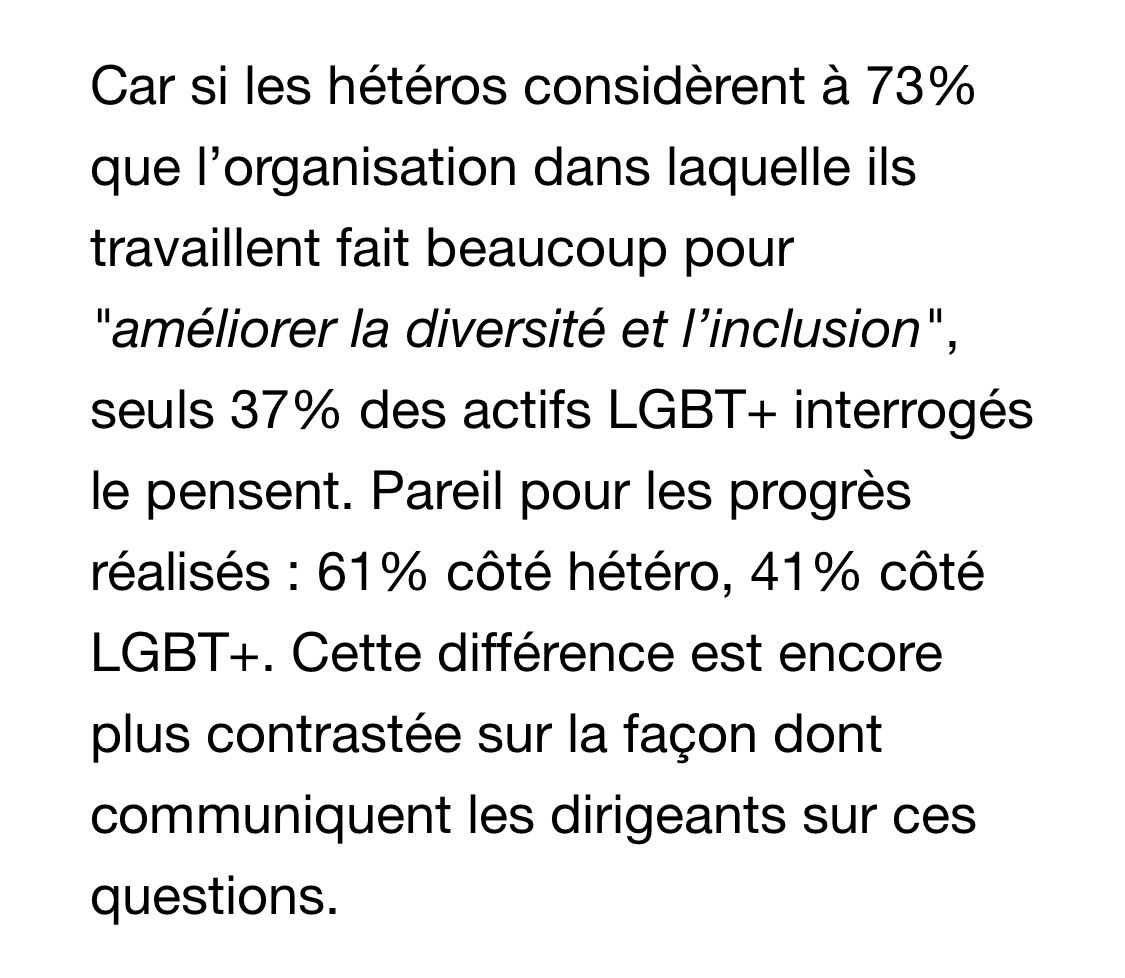 Car si les hétéros considèrent à 73%
que l’organisation dans laquelle ils
travaillent fait beaucoup pour
"améliorer la diversité et l’inclusion",
seuls 37% des actifs LGBT+ interrogés
le pensent. Pareil pour les progrès
réalisés : 61% côté hétéro, 41% côté
LGBT+. Cette différence est encore
plus contrastée sur la façon dont
communiquent les dirigeants sur ces
questions.